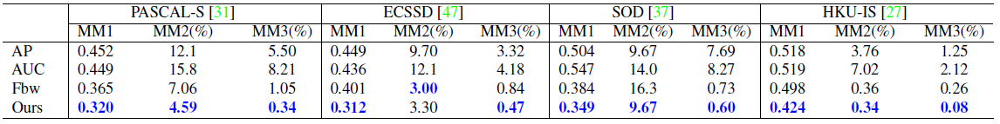 PASCAL-S [31] ECSSD [47] SOD [37] HKU-IS [27]
MM1 MM2(%) MM3(%) MM1 MM2(%) MM3(%) MM1 MM2(%) MM3(%) MM1 MM2(%) MM3(%)
AP 0.452 12.1 5.50 0.449 9.70 3.32 0.504 9.67 7.69 0.518 3.76 1.25
AUC 0.449 15.8 8.21 0.436 12.1 4.18 0.547 14.0 8.27 0.519 7.02 2.12
Fbw 0.365 7.06 1.05 0.401 3.00 0.84 0.384 16.3 0.73 0.498 0.36 0.26
Ours 0.320 4.59 0.34 0.312 3.30 0.47 0.349 9.67 0.60 0.424 0.34 0.08